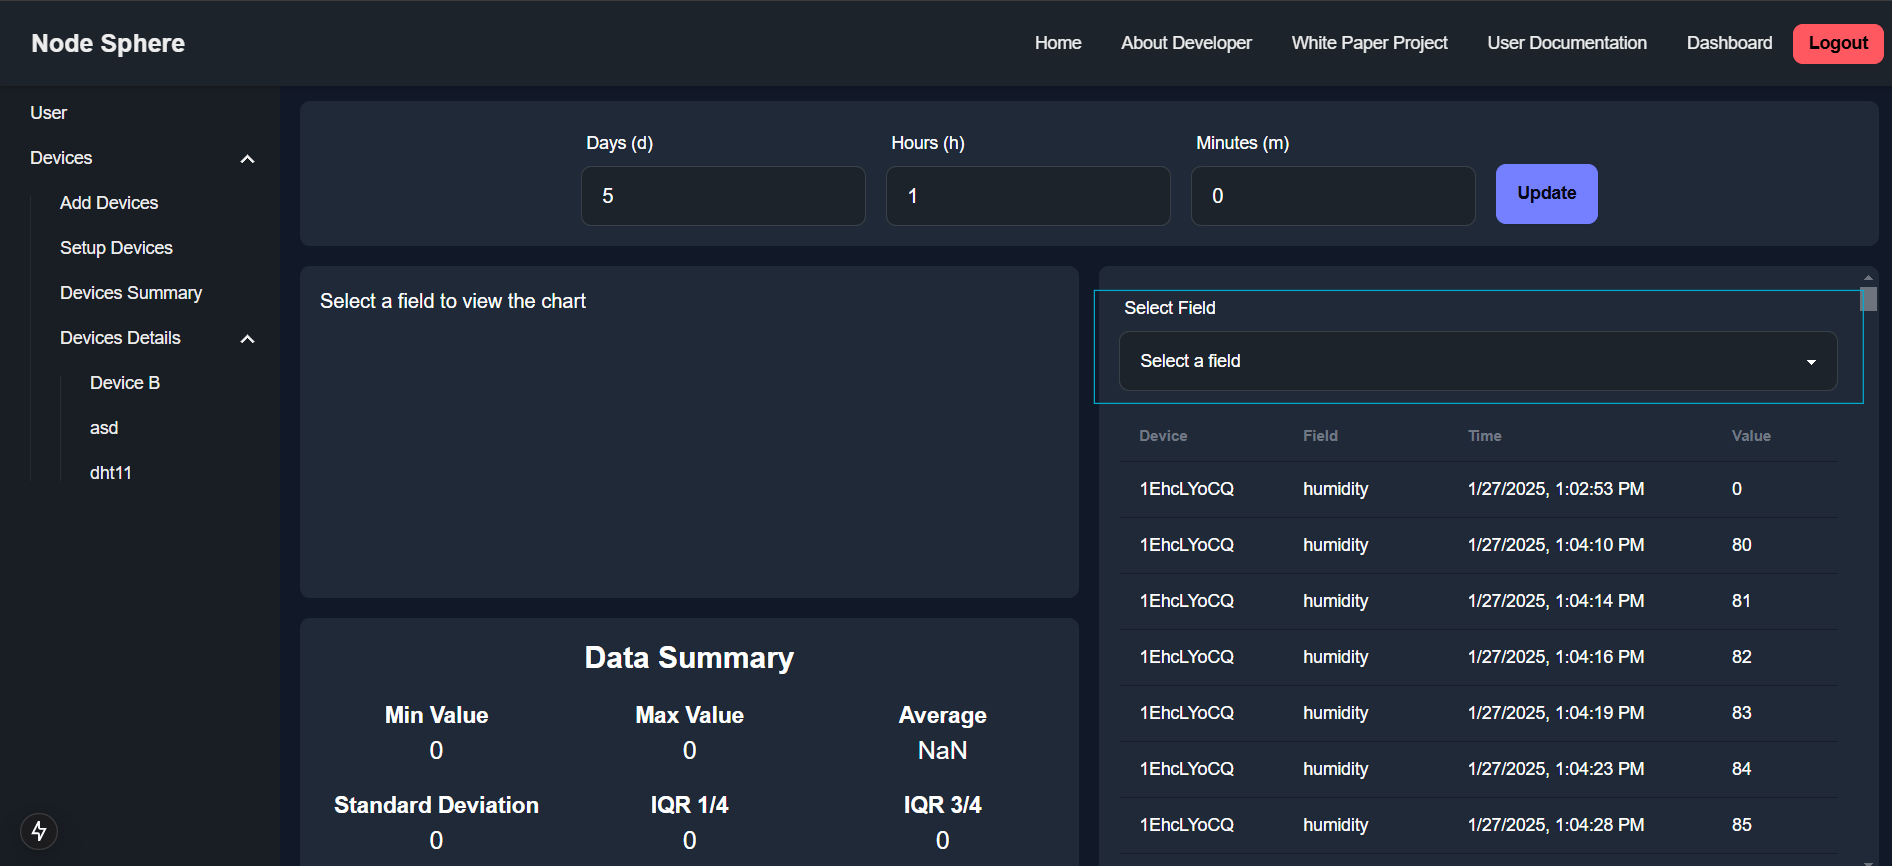 Node Sphere
Home About Developer White Paper Project User Documentation Dashboard Logout
User
Devices
Add Devices
Setup Devices
Devices Summary
Devices Details
Device B
asd
dht11
Days (d) Hours (h) Minutes (m)
5 1 0 Update
Select a field to view the chart
Data Summary
Min Value Max Value Average
0 0 NaN
Standard Deviation IQR 1/4 IQR 3/4
0 0 0
Select Field
Select a field
Device Field Time Value
1EhcLYoCQ humidity 1/27/2025, 1:02:53 PM 0
1EhcLYoCQ humidity 1/27/2025, 1:04:10 PM 80
1EhcLYoCQ humidity 1/27/2025, 1:04:14 PM 81
1EhcLYoCQ humidity 1/27/2025, 1:04:16 PM 82
1EhcLYoCQ humidity 1/27/2025, 1:04:19 PM 83
1EhcLYoCQ humidity 1/27/2025, 1:04:23 PM 84
1EhcLYoCQ humidity 1/27/2025, 1:04:28 PM 85